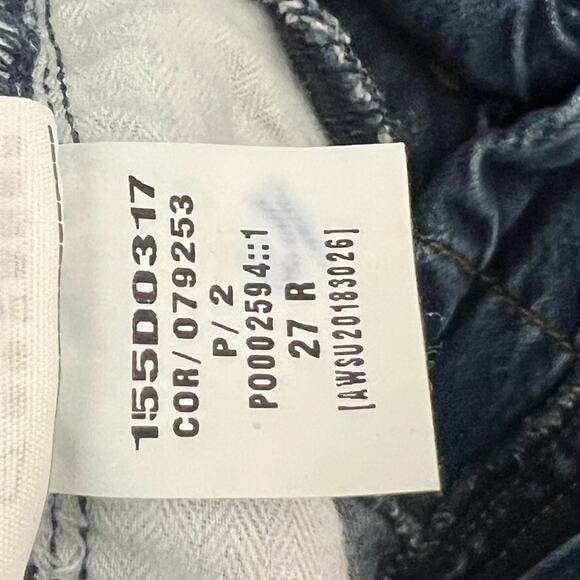 155D0317
COR/079253
P/2
P0002594::1
27 R
[AWSU20183026]